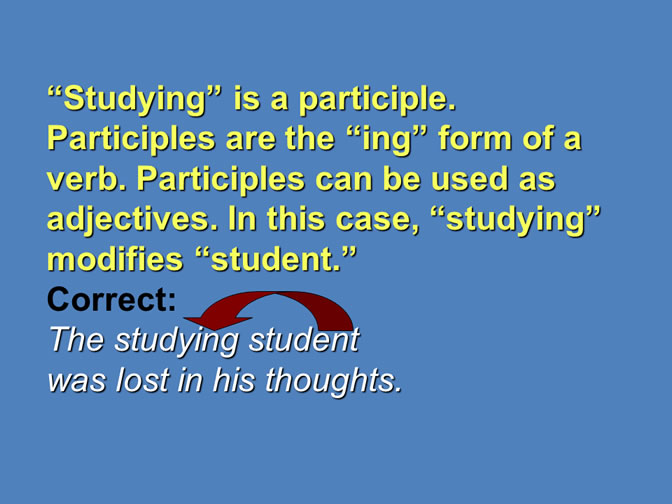 “Studying” is a participle.
Participles are the “ing” form of a
verb. Participles can be used as
adjectives. In this case, “studying”
modifies “student.”
Correct:
The studying student
was lost in his thoughts.